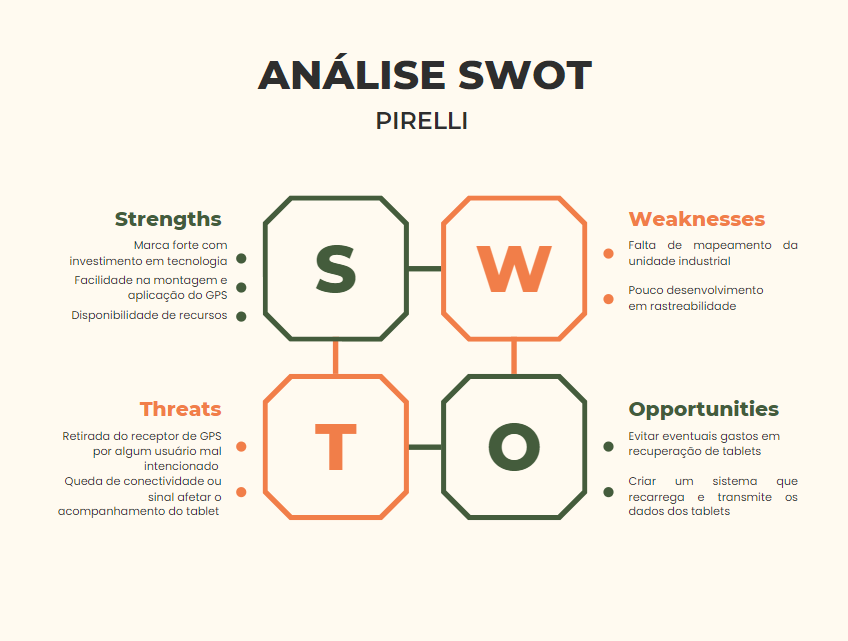 ANÁLISE SWOT
PIRELLI
Strengths
Marca forte com
investimento em tecnologia
Facilidade na montagem e
aplicação do GPS
Disponibilidade de recursos
S
W
Weaknesses
Falta de mapeamento da
unidade industrial
Pouco desenvolvimento
em rastreabilidade
Threats
Retirada do receptor de GPS
por algum usuário mal
intencionado
Queda de conectividade ou
sinal afetar o
acompanhamento do tablet
T
O
Opportunities
Evitar eventuais gastos em
recuperação de tablets
Criar um sistema que
recarrega e transmite os
dados dos tablets